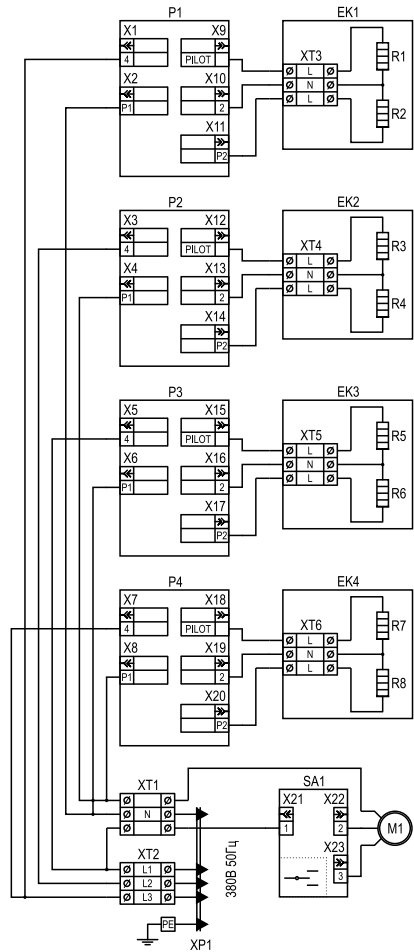 P1 EK1
X1 X9
4 PILOT
XT3
L
N
L
R1
X2 X10
P1 2
R2
X11
P2
P2 EK2
X3 X12
4 PILOT
XT4
L
N
L
R3
X4 X13
P1 2
R4
X14
P2
P3 EK3
X5 X15
4 PILOT
XT5
L
N
L
R5
X6 X16
P1 2
R6
X17
P2
P4 EK4
X7 X18
4 PILOT
XT6
L
N
L
R7
X8 X19
P1 2
R8
X20
P2
XT1
N
SA1
X21 X22
1 2
X23
3
M1
XT2
L1
L2
L3
380В 50Гц
PE
XP1